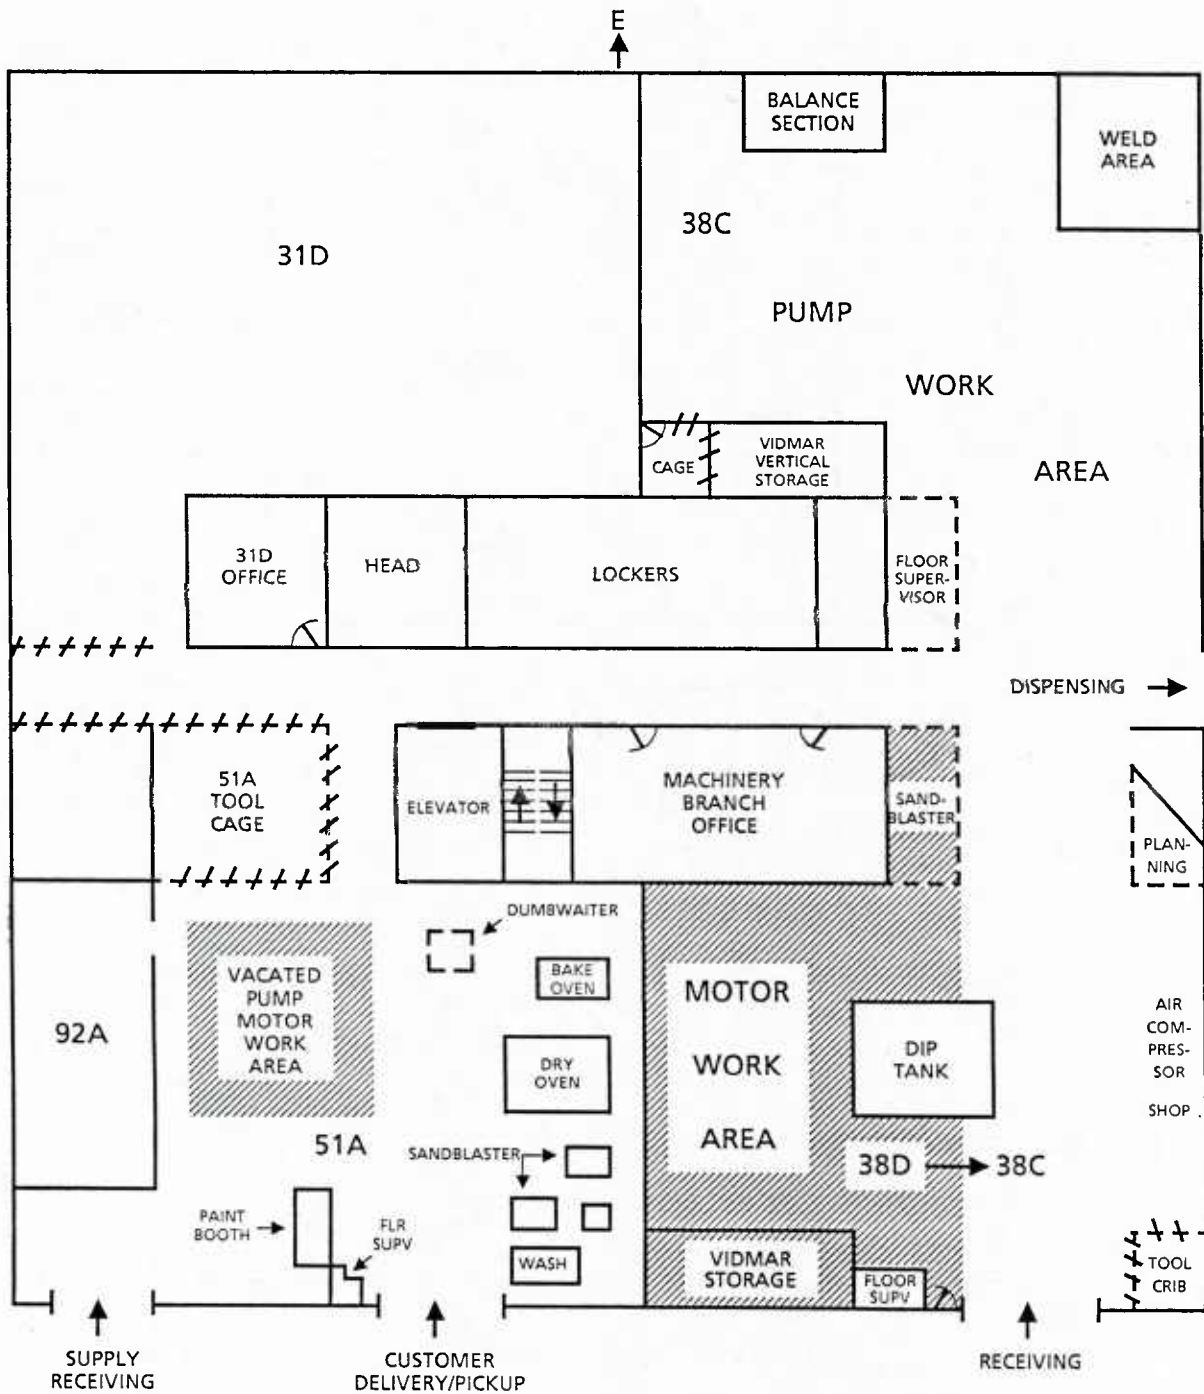 E
BALANCE
SECTION
WELD
AREA
31D
38C
PUMP
WORK
AREA
CAGE
VIDMAR
VERTICAL
STORAGE
31D
OFFICE
HEAD
LOCKERS
FLOOR
SUPER-
VISOR
DISPENSING
51A
TOOL
CAGE
ELEVATOR
MACHINERY
BRANCH
OFFICE
SAND-
BLASTER
PLAN-
NING
DUMBWAITER
BAKE
OVEN
VACATED
PUMP
MOTOR
WORK
AREA
92A
DRY
OVEN
MOTOR
WORK
AREA
DIP
TANK
AIR
COM-
PRES-
SOR
SHOP
51A
SANDBLASTER
38D
38C
PAINT
BOOTH
FLR
SUPV
WASH
VIDMAR
STORAGE
FLOOR
SUPV
TOOL
CRIB
SUPPLY
RECEIVING
CUSTOMER
DELIVERY/PICKUP
RECEIVING